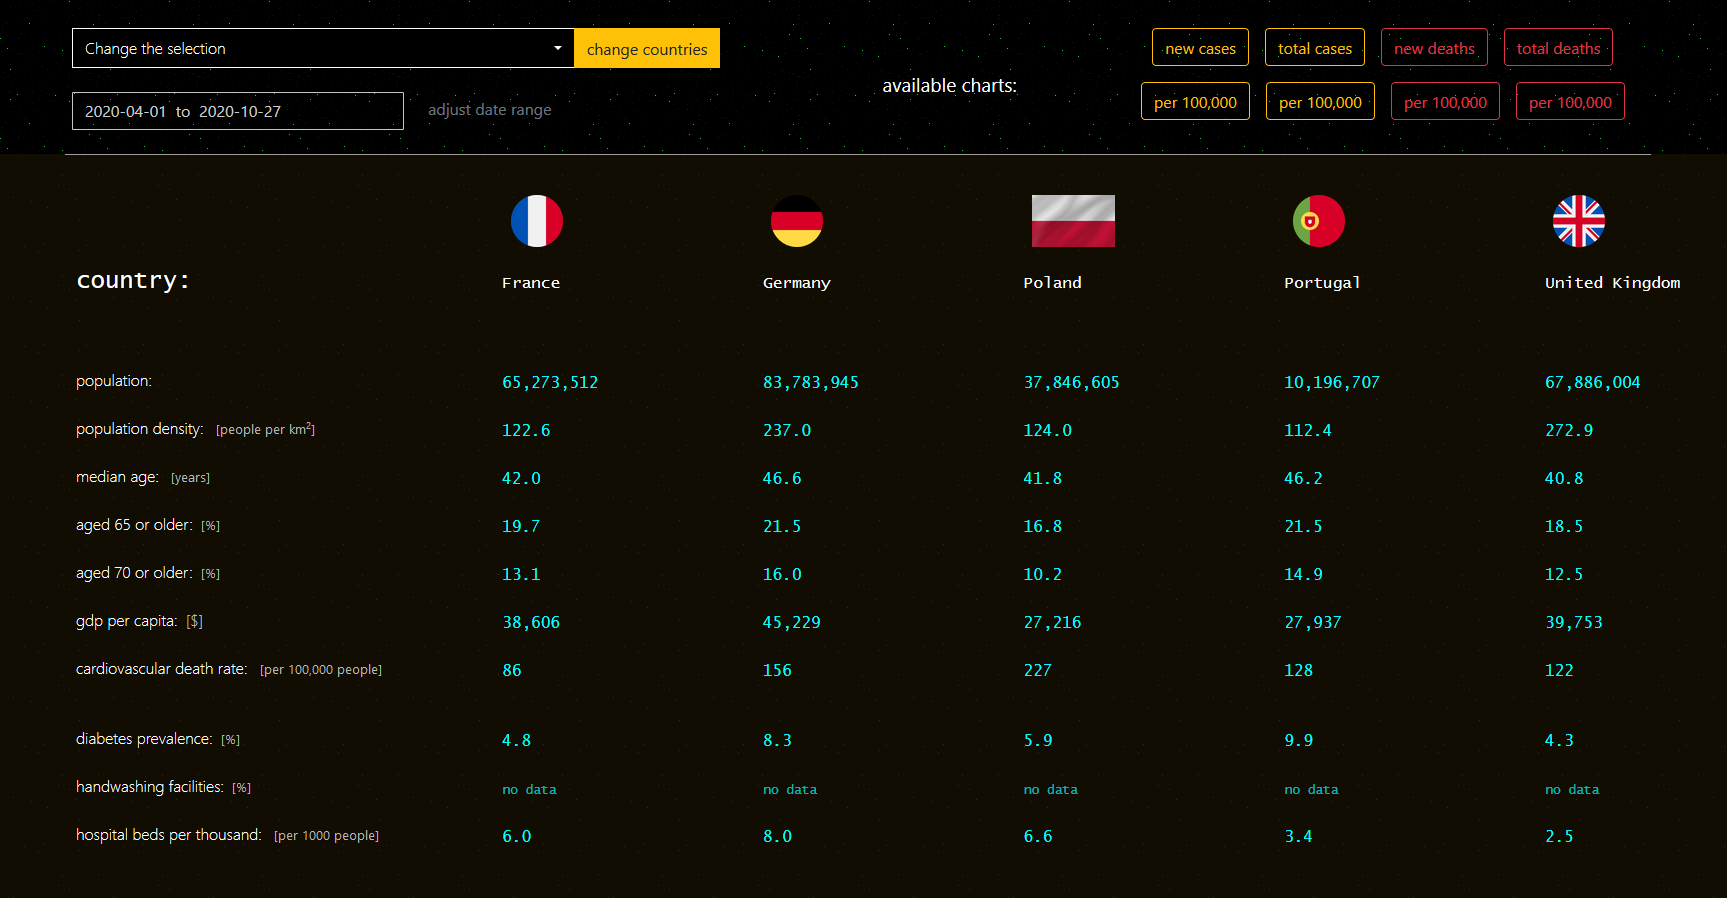 Change the selection change countries
new cases total cases new deaths total deaths
available charts:
per 100,000 per 100,000 per 100,000 per 100,000
2020-04-01 to 2020-10-27 adjust date range
country: France Germany Poland Portugal United Kingdom
population: 65,273,512 83,783,945 37,846,605 10,196,707 67,886,004
population density: [people per km²] 122.6 237.0 124.0 112.4 272.9
median age: [years] 42.0 46.6 41.8 46.2 40.8
aged 65 or older: [%] 19.7 21.5 16.8 21.5 18.5
aged 70 or older: [%] 13.1 16.0 10.2 14.9 12.5
gdp per capita: [$] 38,606 45,229 27,216 27,937 39,753
cardiovascular death rate: [per 100,000 people] 86 156 227 128 122
diabetes prevalence: [%] 4.8 8.3 5.9 9.9 4.3
handwashing facilities: [%] no data no data no data no data no data
hospital beds per thousand: [per 1000 people] 6.0 8.0 6.6 3.4 2.5